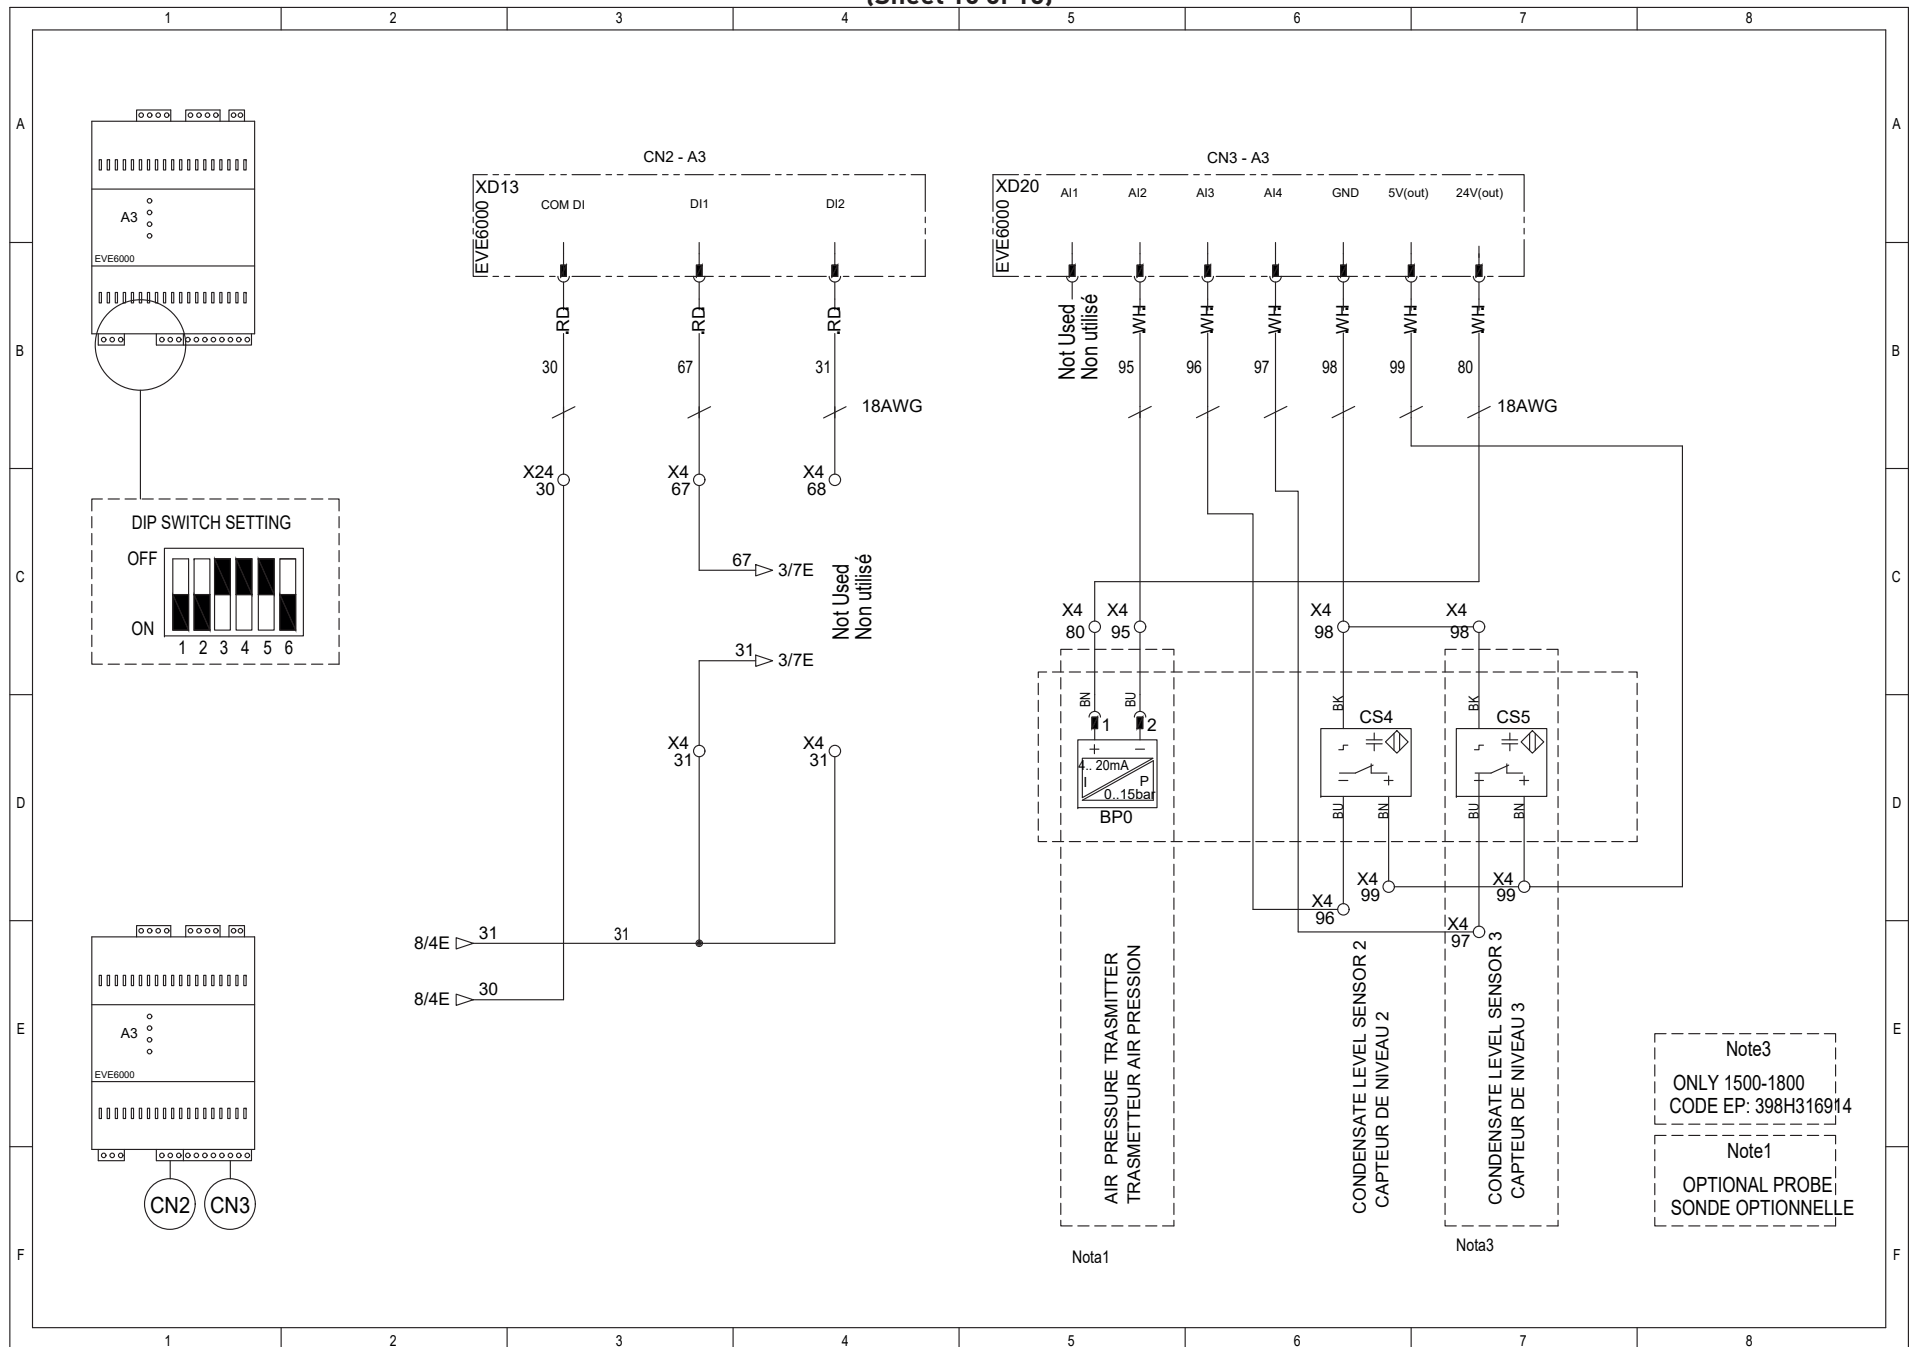 1 2 3 4 5 6 7 8
A
A3
EVE6000
B
DIP SWITCH SETTING
OFF
ON
1 2 3 4 5 6
C
D
A3
EVE6000
CN2 CN3
E
F
CN2 - A3
XD13
EVE6000
COM DI DI1 DI2
RD RD RD
30 67 31
18AWG
X24
30
X4
67
X4
68
67 3/7E
Not Used
Non utilisé
31 3/7E
X4
31
X4
31
8/4E 31 31
8/4E 30
CN3 - A3
XD20
EVE6000
AI1 AI2 AI3 AI4 GND 5V(out) 24V(out)
Not Used
Non utilisé
WH WH WH WH WH WH
95 96 97 98 99 80
18AWG
X4
80
X4
95
X4
98
X4
98
BN BU BK BK
1 2
+ −
4.. 20mA
I P
0..15bar
BP0
CS4
− +
BU BN
CS5
− +
BU BN
X4
99
X4
99
X4
96
X4
97
AIR PRESSURE TRASMITTER
TRASMETTEUR AIR PRESSION
CONDENSATE LEVEL SENSOR 2
CAPTEUR DE NIVEAU 2
CONDENSATE LEVEL SENSOR 3
CAPTEUR DE NIVEAU 3
Nota1
Nota3
Note3
ONLY 1500-1800
CODE EP: 398H316914
Note1
OPTIONAL PROBE
SONDE OPTIONNELLE
A
B
C
D
E
F
1 2 3 4 5 6 7 8